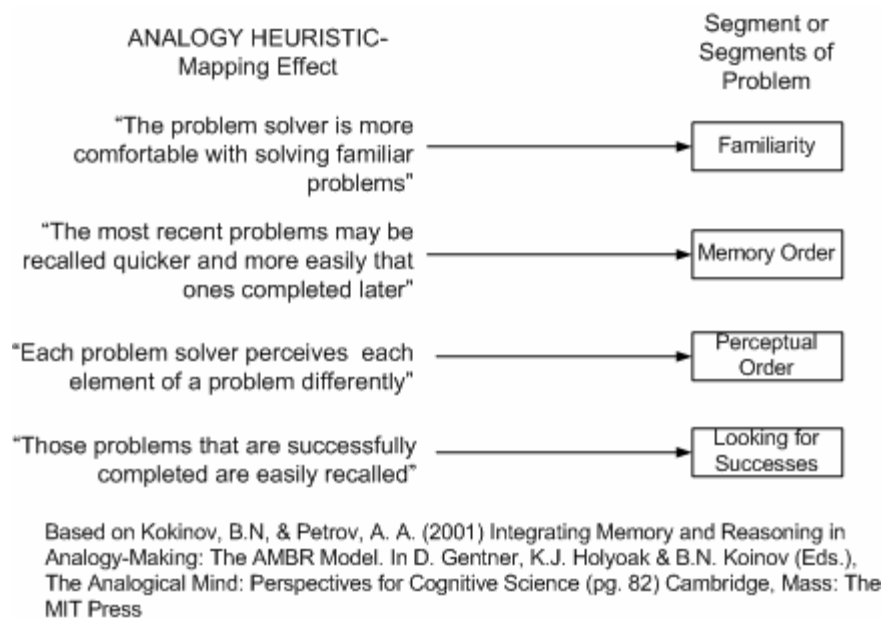 ANALOGY HEURISTIC-
Mapping Effect
Segment or
Segments of
Problem
“The problem solver is more
comfortable with solving familiar
problems”
Familiarity
“The most recent problems may be
recalled quicker and more easily that
ones completed later”
Memory Order
“Each problem solver perceives each
element of a problem differently”
Perceptual
Order
“Those problems that are successfully
completed are easily recalled”
Looking for
Successes
Based on Kokinov, B.N, & Petrov, A. A. (2001) Integrating Memory and Reasoning in
Analogy-Making: The AMBR Model. In D. Gentner, K.J. Holyoak & B.N. Koinov (Eds.),
The Analogical Mind: Perspectives for Cognitive Science (pg. 82) Cambridge, Mass: The
MIT Press